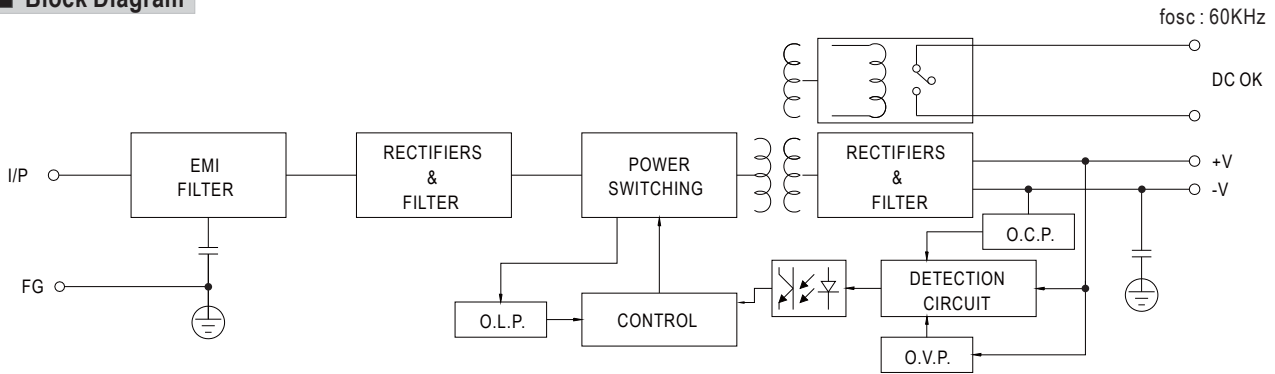 ■ Block Diagram
fosc : 60KHz
DC OK
I/P
EMI
FILTER
RECTIFIERS
&
FILTER
POWER
SWITCHING
RECTIFIERS
&
FILTER
+V
-V
O.C.P.
FG
O.L.P.
CONTROL
DETECTION
CIRCUIT
O.V.P.